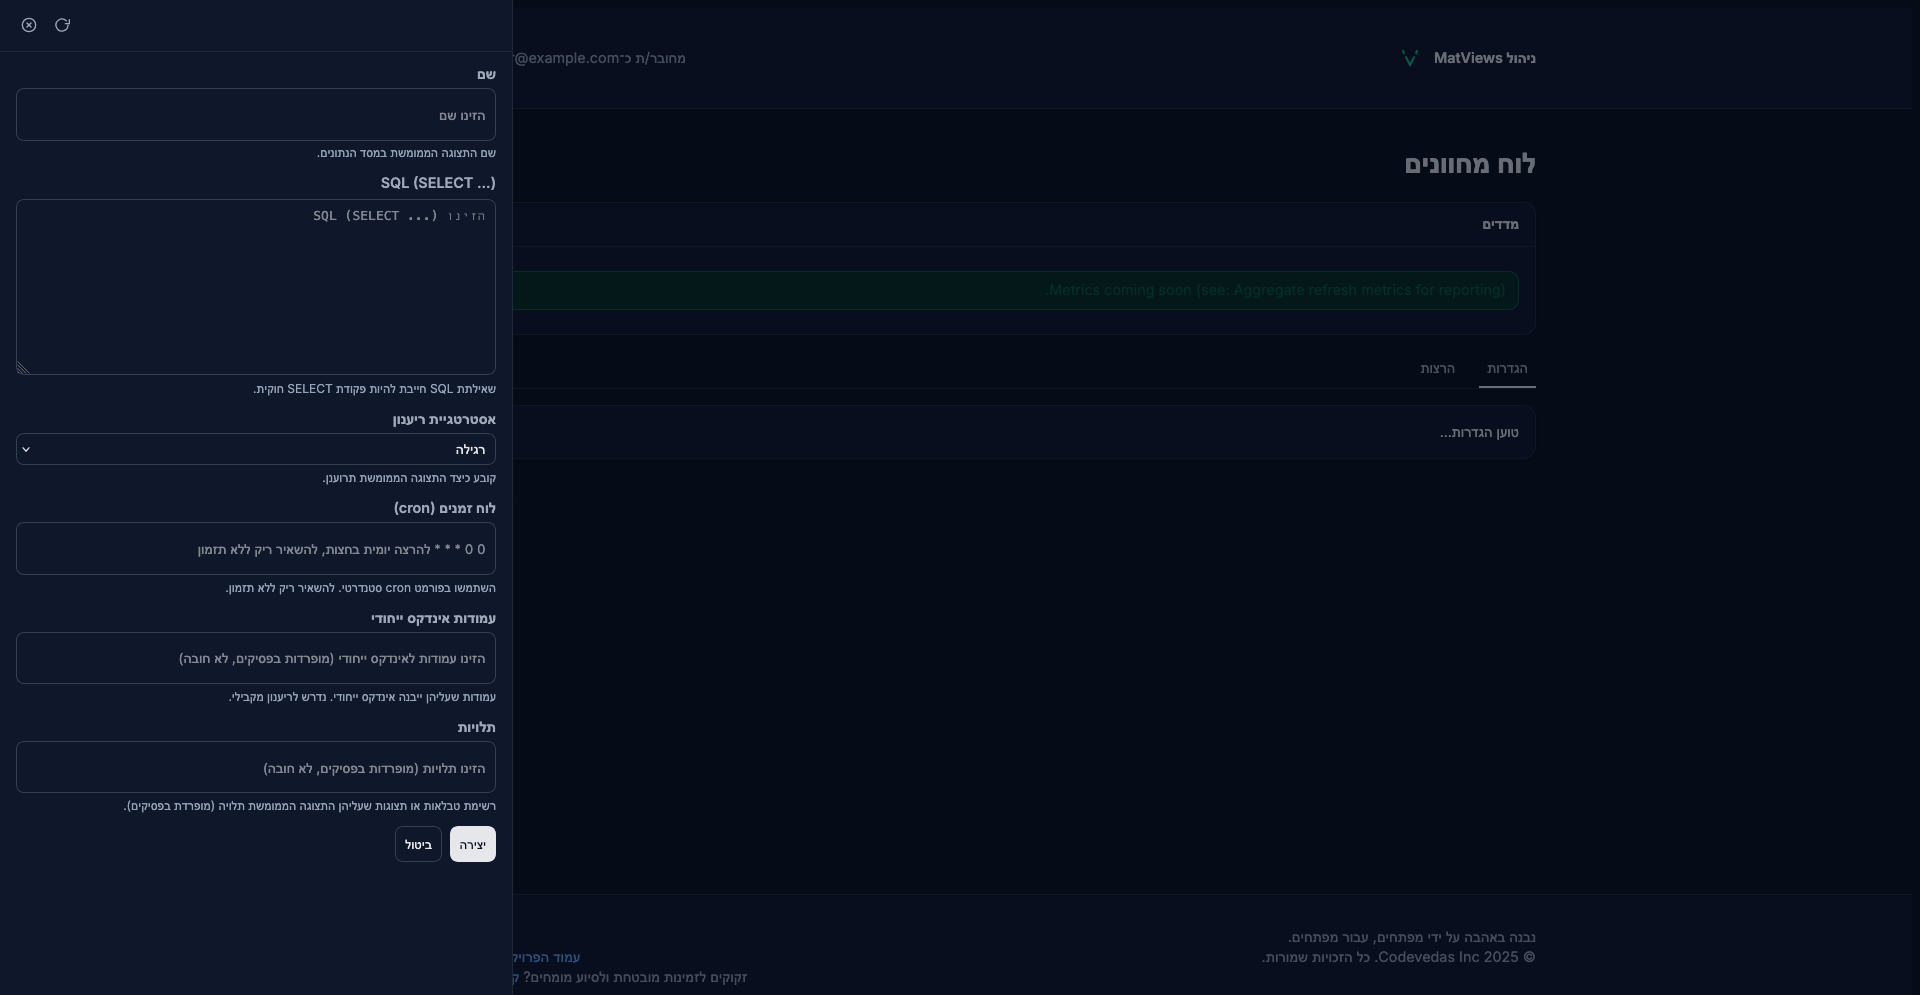 ניהול MatViews
מחובר/ת כ־r@example.com
לוח מחוונים
מדדים
Metrics coming soon (see: Aggregate refresh metrics for reporting).
הגדרות
הרצות
טוען הגדרות...
נבנה באהבה על ידי מפתחים, עבור מפתחים.
© 2025 Codevedas Inc. כל הזכויות שמורות.
עמוד הפרויק
זקוקים לזמינות מובטחת ולסיוע מומחים? ק
שם
הזינו שם
שם התצוגה הממומשת במסד הנתונים.
SQL (SELECT ...)
הזינו SQL (SELECT ...)
שאילתת SQL חייבת להיות פקודת SELECT חוקית.
אסטרטגיית ריענון
רגילה
קובע כיצד התצוגה הממומשת תרוענן.
לוח זמנים (cron)
0 0 * * * להרצה יומית בחצות, להשאיר ריק ללא תזמון
השתמשו בפורמט cron סטנדרטי. להשאיר ריק ללא תזמון.
עמודות אינדקס ייחודי
הזינו עמודות לאינדקס ייחודי (מופרדות בפסיקים, לא חובה)
עמודות שעליהן ייבנה אינדקס ייחודי. נדרש לריענון מקבילי.
תלויות
הזינו תלויות (מופרדות בפסיקים, לא חובה)
רשימת טבלאות או תצוגות שעליהן התצוגה הממומשת תלויה (מופרדת בפסיקים).
יצירה
ביטול